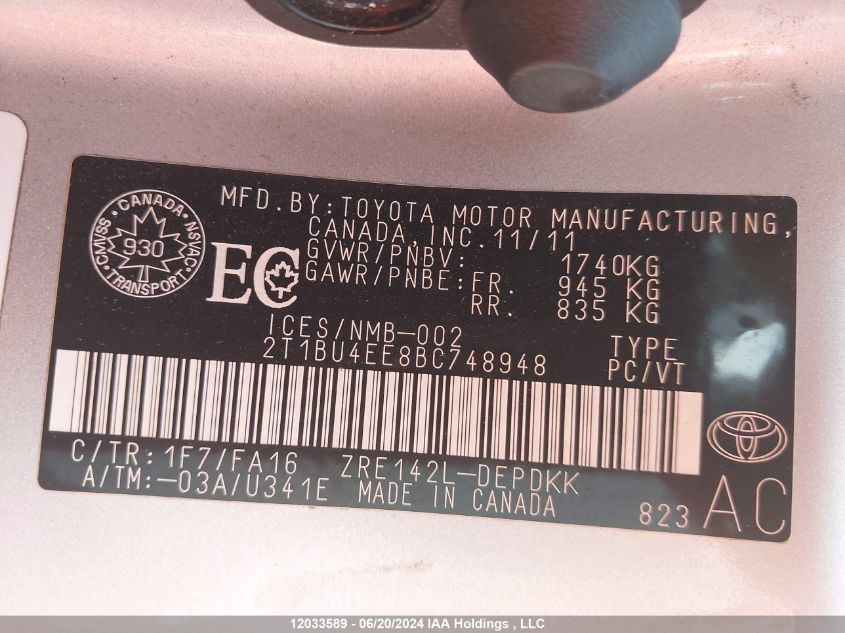 CANADA
CMVSS · NSVAC
930
TRANSPORT
EC
MFD.BY:TOYOTA MOTOR MANUFACTURING,
CANADA,INC.11/11
GVWR/PNBV: 1740KG
GAWR/PNBE:FR. 945 KG
RR. 835 KG
ICES/NMB-002
2T1BU4EE8BC748948
TYPE
PC/VT
C/TR:1F7/FA16 ZRE142L-DEPDKK
A/TM:-03A/U341E MADE IN CANADA
823 AC
12033589 - 06/20/2024 IAA Holdings , LLC